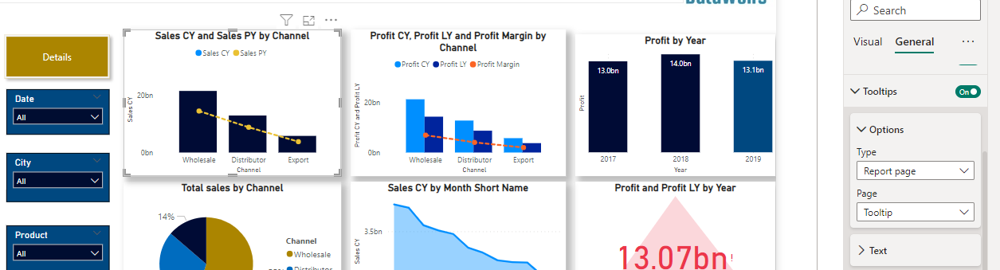 DataWolfs
Details
Date
All
City
All
Product
All
Sales CY and Sales PY by Channel
Sales CY Sales PY
Sales CY
20bn
0bn
Wholesale Distributor Export
Channel
Profit CY, Profit LY and Profit Margin by
Channel
Profit CY Profit LY Profit Margin
Profit CY and Profit LY
20bn
0bn
Wholesale Distributor Export
Channel
Profit by Year
Profit
13.0bn
14.0bn
13.1bn
2017 2018 2019
Year
Total sales by Channel
14%
Channel
Wholesale
Distributor
Sales CY by Month Short Name
Sales CY
3.5bn
Profit and Profit LY by Year
13.07bn!
Search
Visual General
Tooltips On
Options
Type
Report page
Page
Tooltip
Text